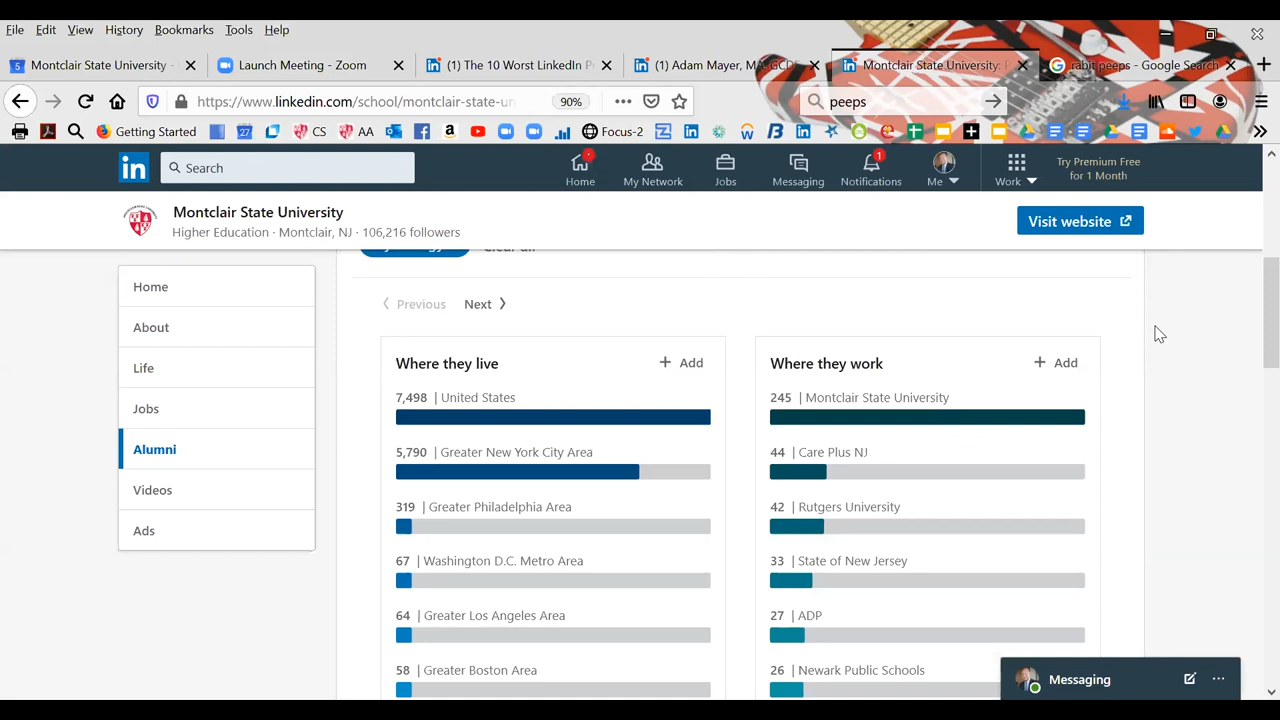 File Edit View History Bookmarks Tools Help
Montclair State University - Launch Meeting - Zoom (1) The 10 Worst LinkedIn P (1) Adam Mayer, MA, GCD Montclair State University: rabit peeps - Google Search
https://www.linkedin.com/school/montclair-state-un 90% peeps
Getting Started 27 CS AA Focus-2
in Search Home My Network Jobs Messaging 1 Notifications Me Work Try Premium Free
for 1 Month
Montclair State University
Higher Education · Montclair, NJ · 106,216 followers
Visit website
Home
About
Life
Jobs
Alumni
Videos
Ads
Previous Next
Where they live + Add
7,498 | United States
5,790 | Greater New York City Area
319 | Greater Philadelphia Area
67 | Washington D.C. Metro Area
64 | Greater Los Angeles Area
58 | Greater Boston Area
Where they work + Add
245 | Montclair State University
44 | Care Plus NJ
42 | Rutgers University
33 | State of New Jersey
27 | ADP
26 | Newark Public Schools
Messaging